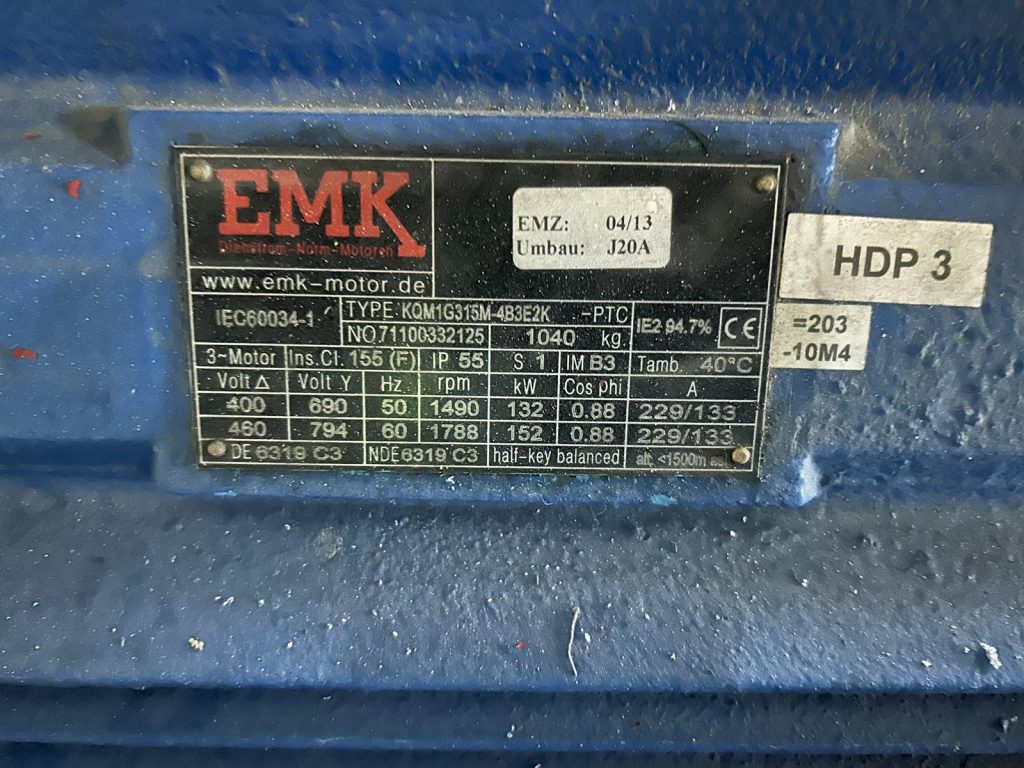 EMK
Drehstrom-Norm-Motoren
www.emk-motor.de
EMZ: 04/13
Umbau: J20A
HDP 3
=203
-10M4
IEC60034-1
TYPE KQM1G315M-4B3E2K -PTC
NO.71100332125 1040 kg
IE2 94.7% CE
3~Motor Ins.Cl. 155 (F) IP 55 S 1 IM B3 Tamb. 40°C
Volt Δ Volt Y Hz rpm kW Cos phi A
400 690 50 1490 132 0.88 229/133
460 794 60 1788 152 0.88 229/133
DE 6319 C3 NDE 6319 C3 half-key balanced alt. <1500m